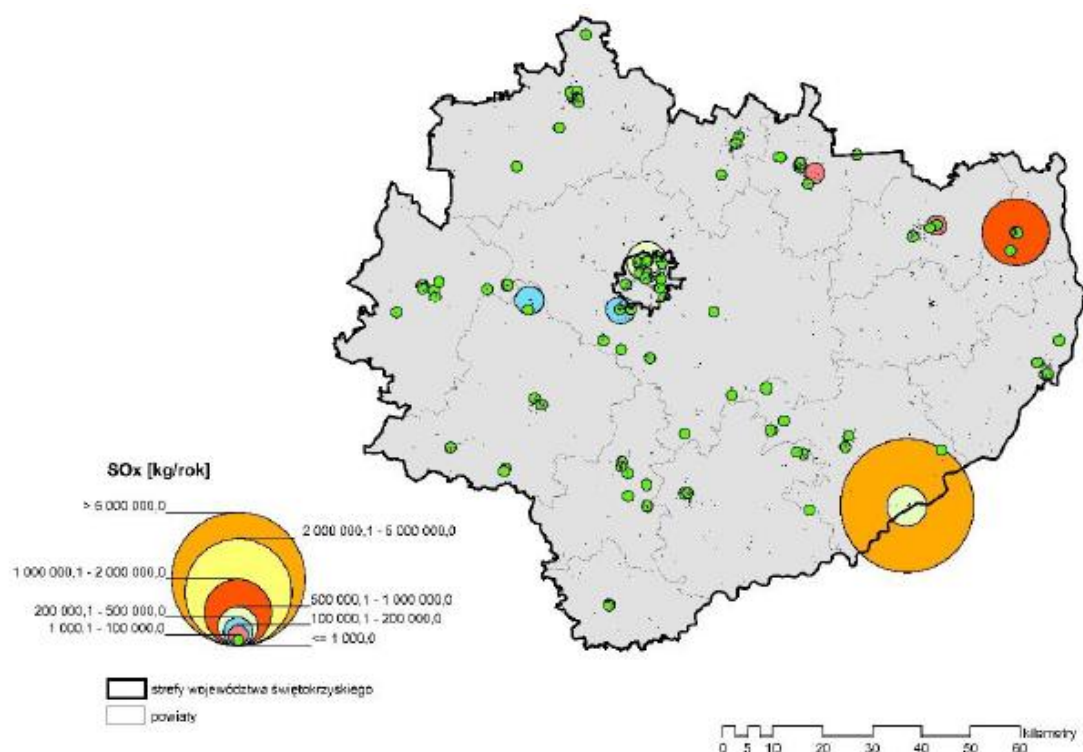 SOx [kg/rok]
> 6 000 000,0
2 000 000,1 - 6 000 000,0
1 000 000,1 - 2 000 000,0
500 000,1 - 1 000 000,0
200 000,1 - 500 000,0
100 000,1 - 200 000,0
1 000,1 - 100 000,0
<= 1 000,0
strefy województwa świętokrzyskiego
powiaty
kilometry
0 5 10 20 30 40 50 60